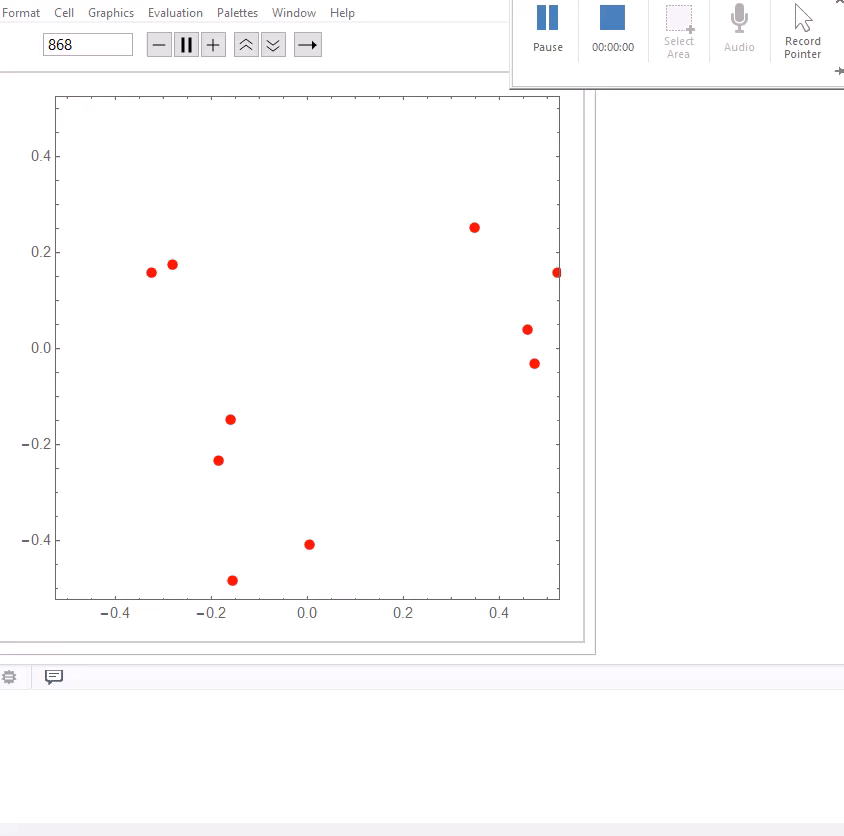 Format Cell Graphics Evaluation Palettes Window Help
868
Pause
00:00:00
Select
Area
Audio
Record
Pointer
0.4
0.2
0.0
−0.2
−0.4
−0.4 −0.2 0.0 0.2 0.4